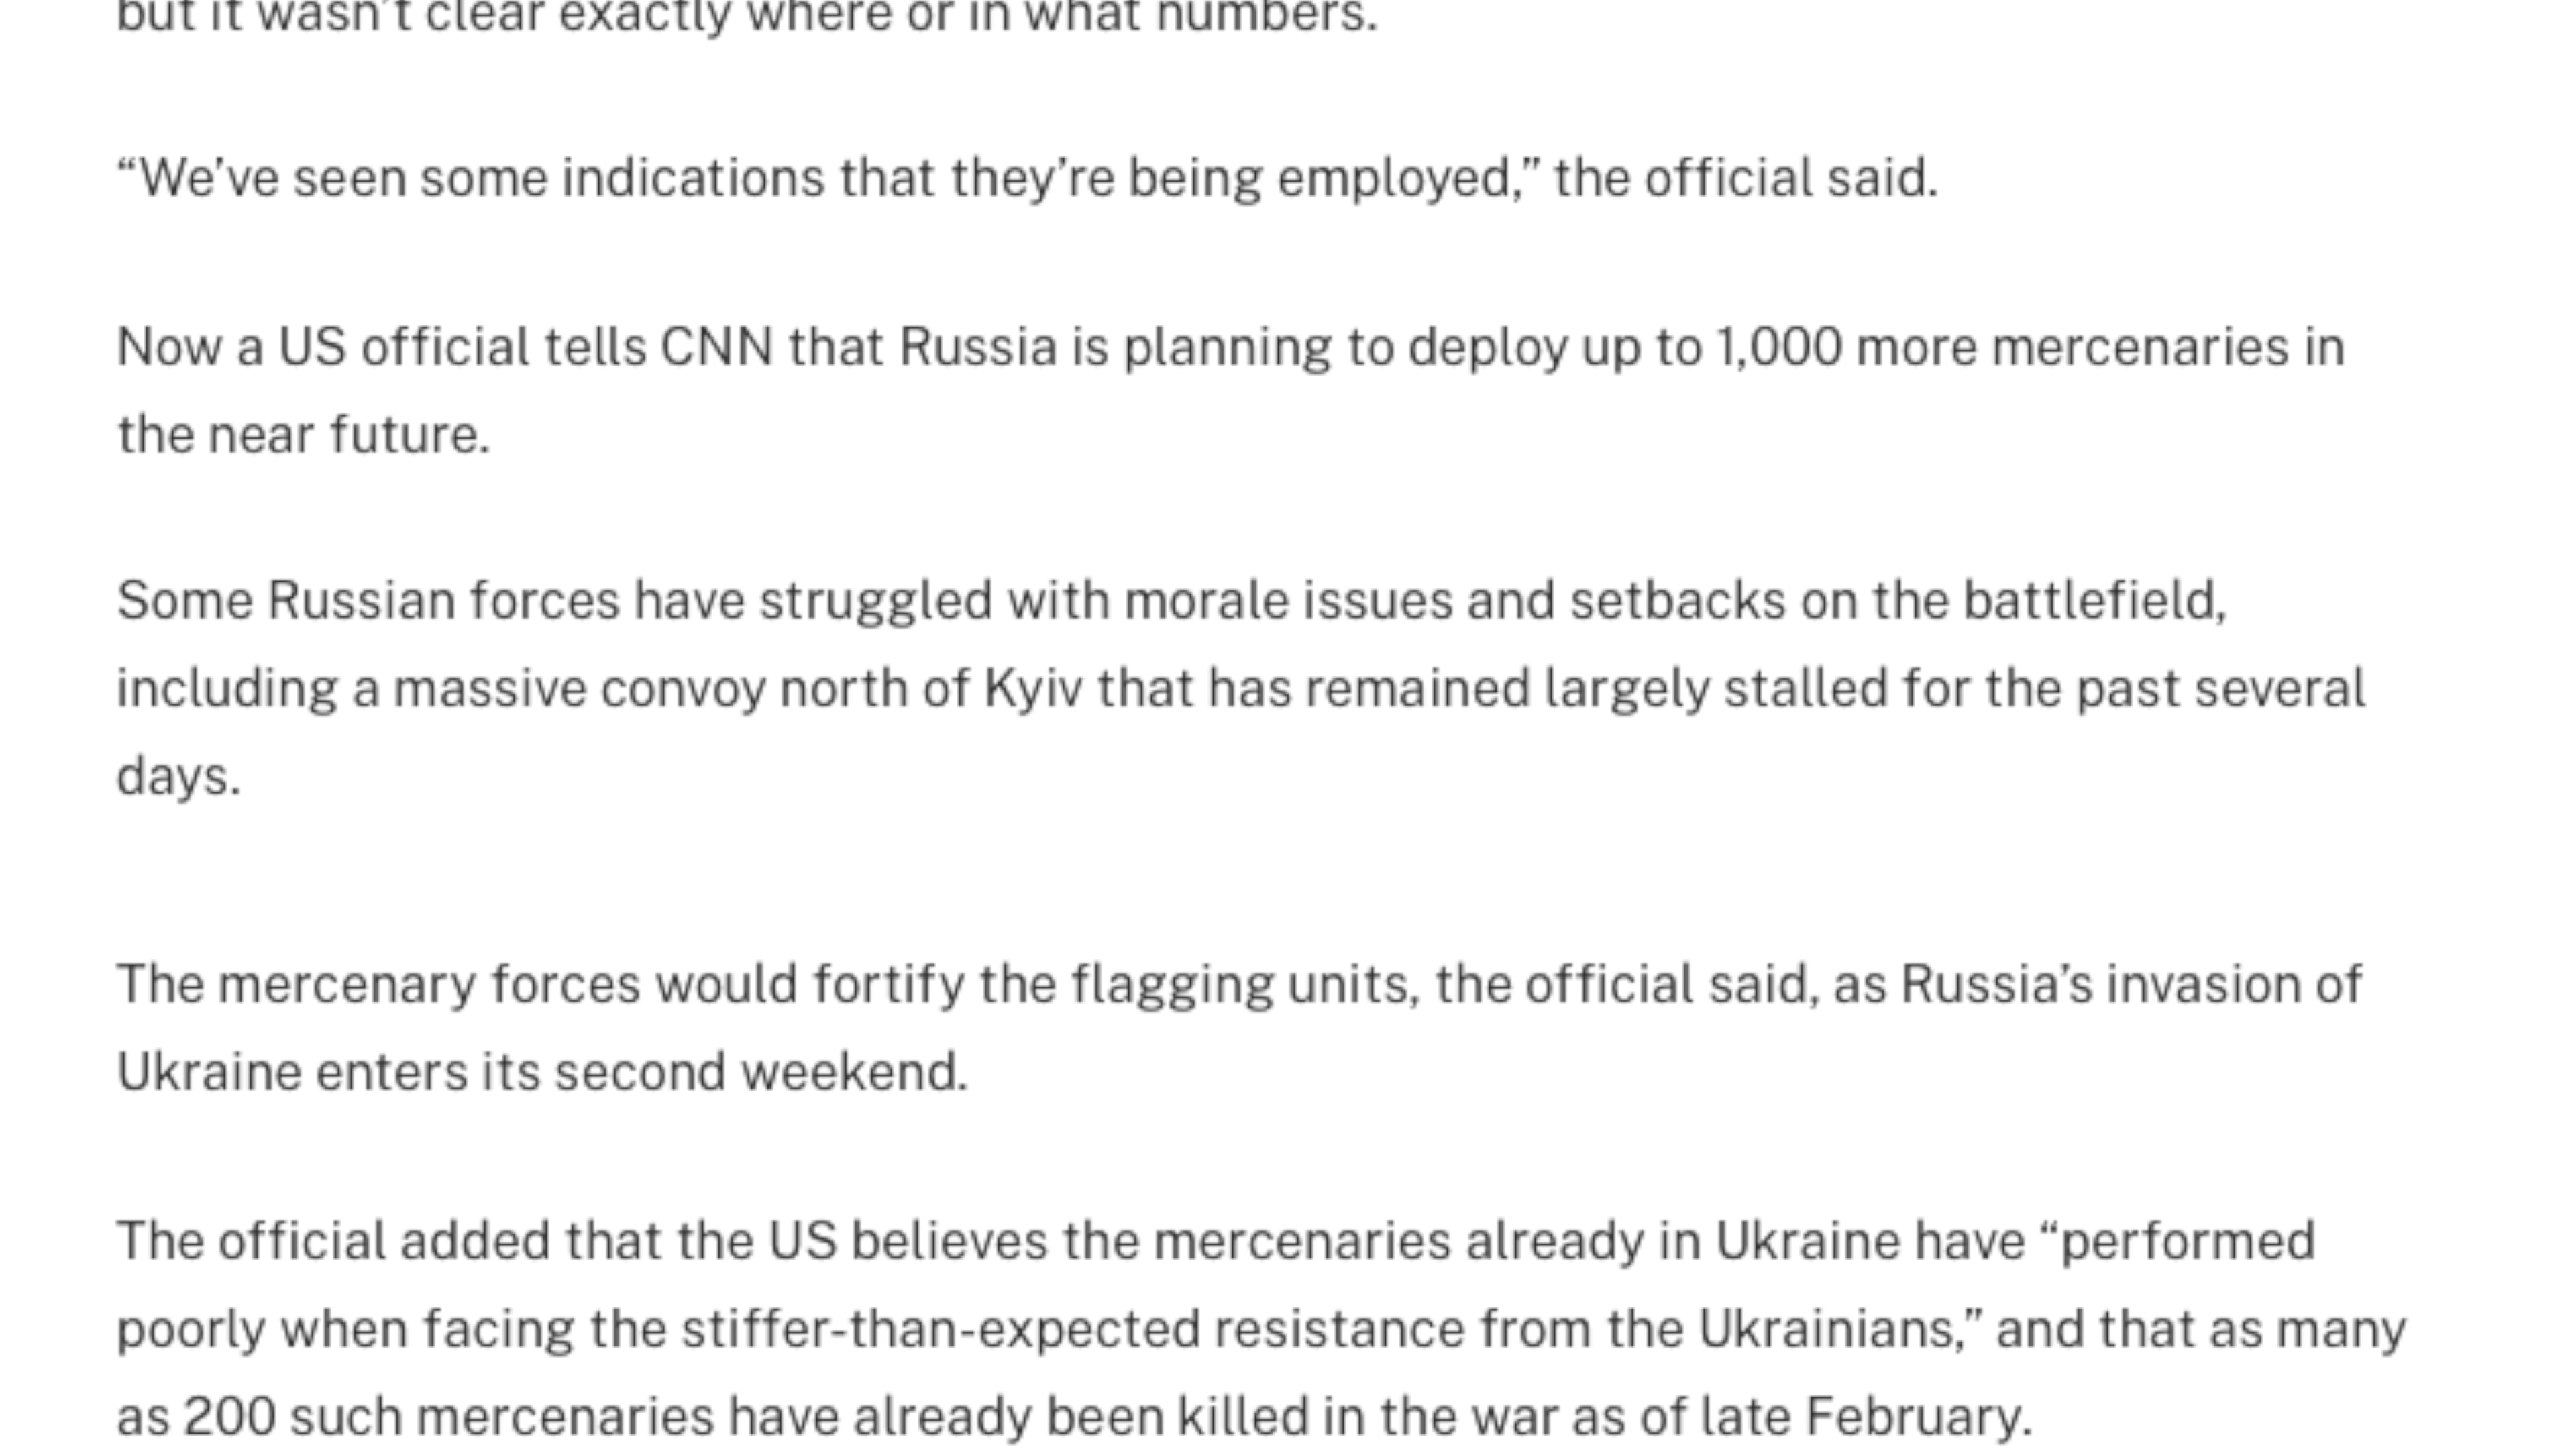 but it wasn’t clear exactly where or in what numbers.
“We’ve seen some indications that they’re being employed,” the official said.
Now a US official tells CNN that Russia is planning to deploy up to 1,000 more mercenaries in
the near future.
Some Russian forces have struggled with morale issues and setbacks on the battlefield,
including a massive convoy north of Kyiv that has remained largely stalled for the past several
days.
The mercenary forces would fortify the flagging units, the official said, as Russia’s invasion of
Ukraine enters its second weekend.
The official added that the US believes the mercenaries already in Ukraine have “performed
poorly when facing the stiffer-than-expected resistance from the Ukrainians,” and that as many
as 200 such mercenaries have already been killed in the war as of late February.